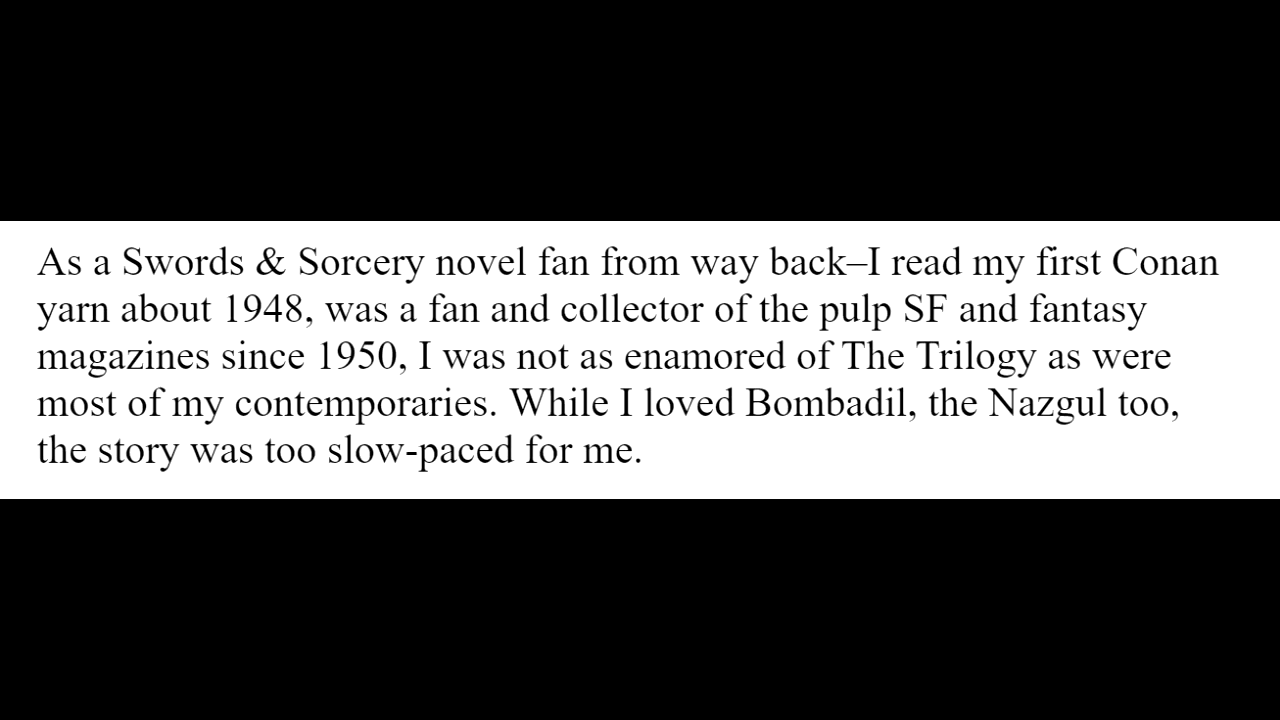 As a Swords & Sorcery novel fan from way back–I read my first Conan
yarn about 1948, was a fan and collector of the pulp SF and fantasy
magazines since 1950, I was not as enamored of The Trilogy as were
most of my contemporaries. While I loved Bombadil, the Nazgul too,
the story was too slow-paced for me.